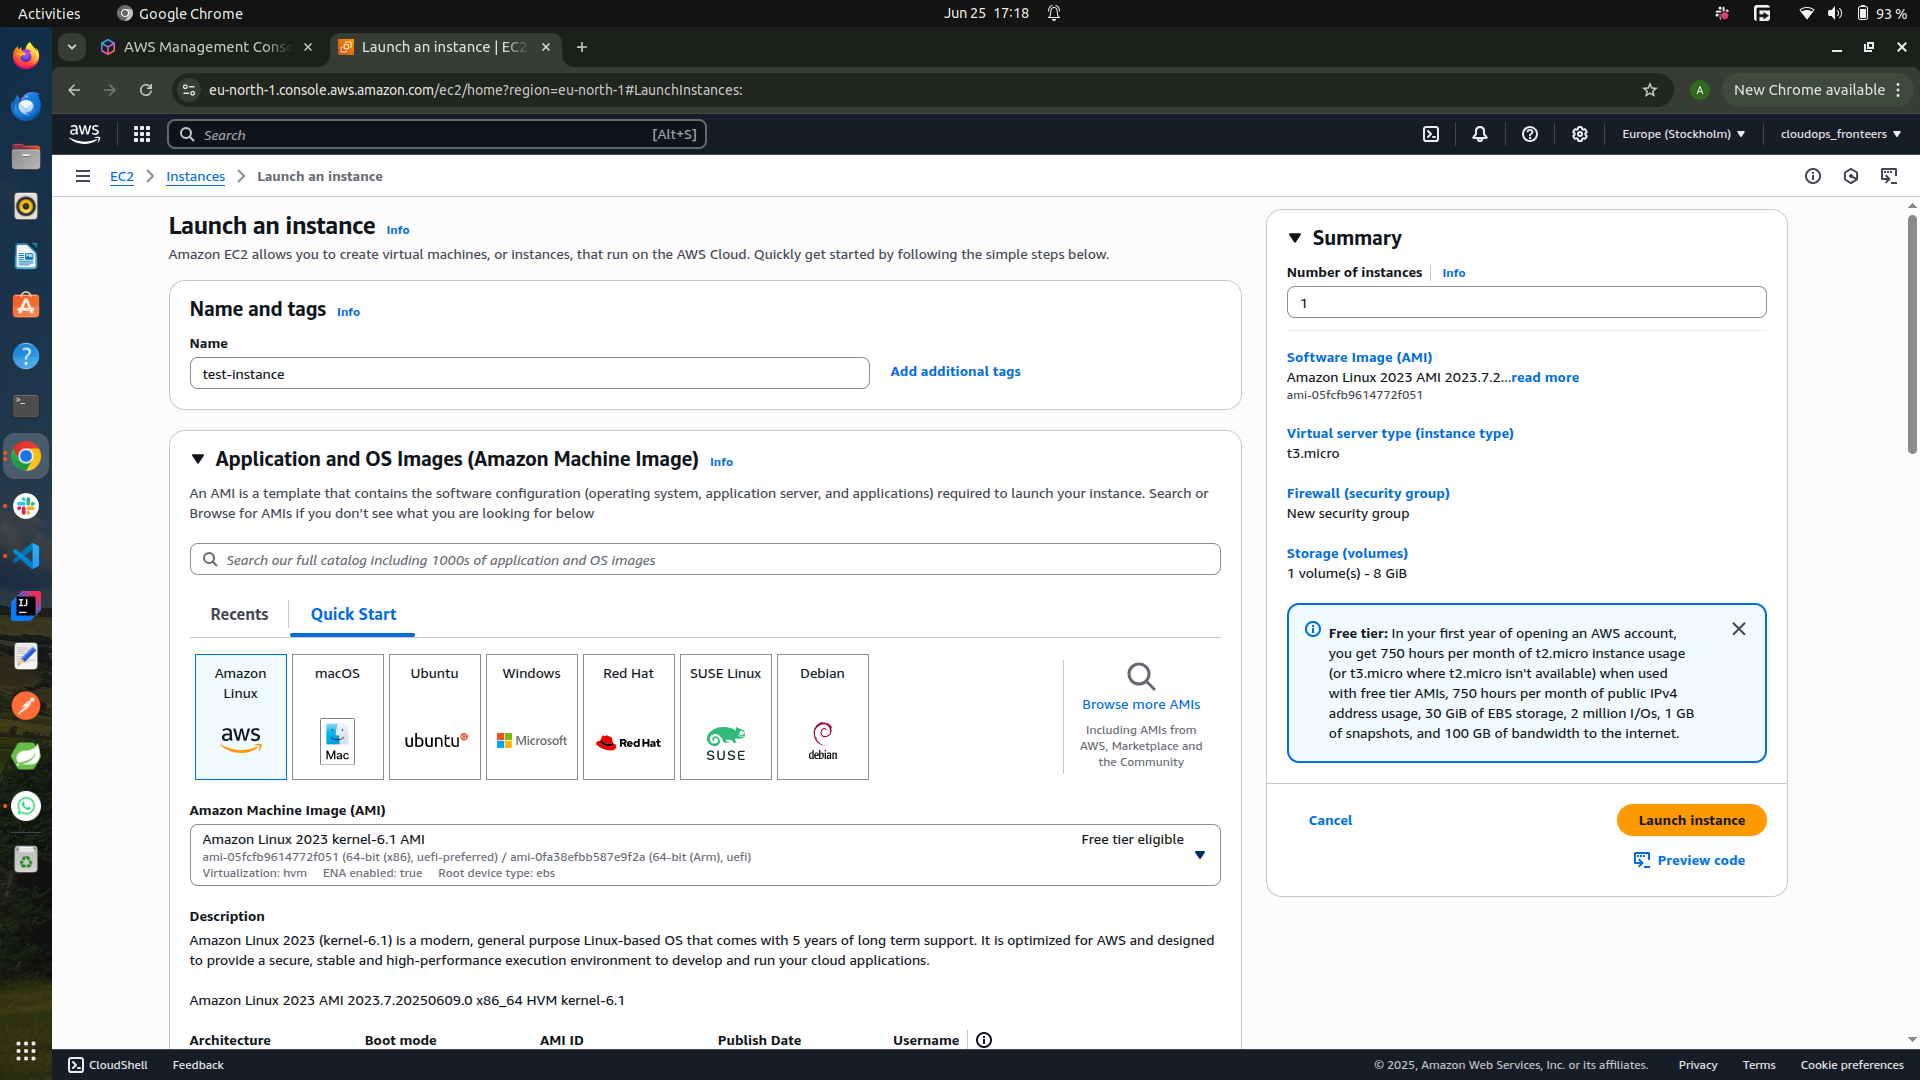 Activities
Google Chrome
Jun 25 17:18
93 %
AWS Management Cons
Launch an instance | EC2
eu-north-1.console.aws.amazon.com/ec2/home?region=eu-north-1#LaunchInstances:
A
New Chrome available
aws
Search
[Alt+S]
Europe (Stockholm)
cloudops_fronteers
EC2
Instances
Launch an instance
Launch an instance
Info
Amazon EC2 allows you to create virtual machines, or instances, that run on the AWS Cloud. Quickly get started by following the simple steps below.
Name and tags
Info
Name
test-instance
Add additional tags
Application and OS Images (Amazon Machine Image)
Info
An AMI is a template that contains the software configuration (operating system, application server, and applications) required to launch your instance. Search or
Browse for AMIs if you don't see what you are looking for below
Search our full catalog including 1000s of application and OS images
Recents
Quick Start
Amazon
Linux
aws
macOS
Mac
Ubuntu
ubuntu
Windows
Microsoft
Red Hat
Red Hat
SUSE Linux
SUSE
Debian
debian
Browse more AMIs
Including AMIs from
AWS, Marketplace and
the Community
Amazon Machine Image (AMI)
Amazon Linux 2023 kernel-6.1 AMI
Free tier eligible
ami-05fcfb9614772f051 (64-bit (x86), uefi-preferred) / ami-0fa38efbb587e9f2a (64-bit (Arm), uefi)
Virtualization: hvm
ENA enabled: true
Root device type: ebs
Description
Amazon Linux 2023 (kernel-6.1) is a modern, general purpose Linux-based OS that comes with 5 years of long term support. It is optimized for AWS and designed
to provide a secure, stable and high-performance execution environment to develop and run your cloud applications.
Amazon Linux 2023 AMI 2023.7.20250609.0 x86_64 HVM kernel-6.1
Architecture
Boot mode
AMI ID
Publish Date
Username
Summary
Number of instances
Info
1
Software Image (AMI)
Amazon Linux 2023 AMI 2023.7.2...read more
ami-05fcfb9614772f051
Virtual server type (instance type)
t3.micro
Firewall (security group)
New security group
Storage (volumes)
1 volume(s) - 8 GiB
Free tier: In your first year of opening an AWS account,
you get 750 hours per month of t2.micro instance usage
(or t3.micro where t2.micro isn't available) when used
with free tier AMIs, 750 hours per month of public IPv4
address usage, 30 GiB of EBS storage, 2 million I/Os, 1 GB
of snapshots, and 100 GB of bandwidth to the internet.
Cancel
Launch instance
Preview code
CloudShell
Feedback
© 2025, Amazon Web Services, Inc. or its affiliates.
Privacy
Terms
Cookie preferences